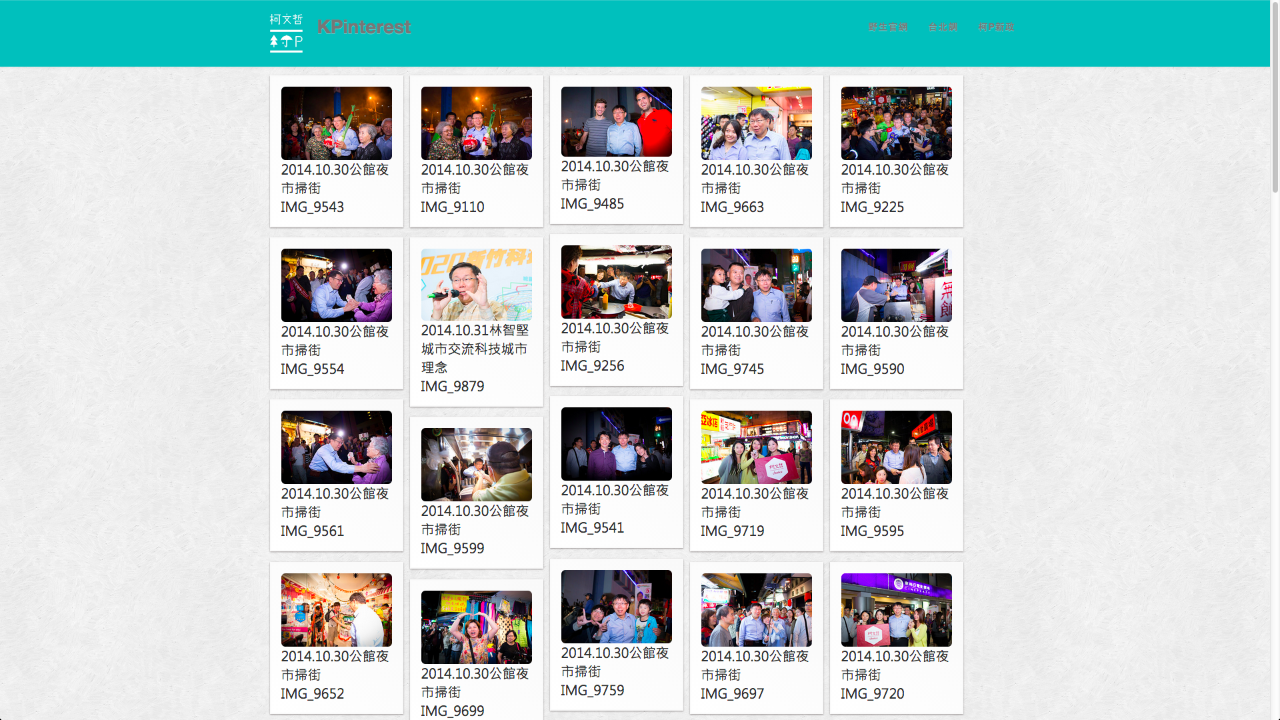 柯文哲
P
KPinterest
2014.10.30公館夜
市掃街
IMG_9543
2014.10.30公館夜
市掃街
IMG_9110
2014.10.30公館夜
市掃街
IMG_9485
2014.10.30公館夜
市掃街
IMG_9663
2014.10.30公館夜
市掃街
IMG_9225
2014.10.30公館夜
市掃街
IMG_9554
2014.10.31林智堅
城市交流科技城市
理念
IMG_9879
2014.10.30公館夜
市掃街
IMG_9256
2014.10.30公館夜
市掃街
IMG_9745
2014.10.30公館夜
市掃街
IMG_9590
2014.10.30公館夜
市掃街
IMG_9561
2014.10.30公館夜
市掃街
IMG_9599
2014.10.30公館夜
市掃街
IMG_9541
2014.10.30公館夜
市掃街
IMG_9719
2014.10.30公館夜
市掃街
IMG_9595
2014.10.30公館夜
市掃街
IMG_9652
2014.10.30公館夜
市掃街
IMG_9699
2014.10.30公館夜
市掃街
IMG_9759
2014.10.30公館夜
市掃街
IMG_9697
2014.10.30公館夜
市掃街
IMG_9720